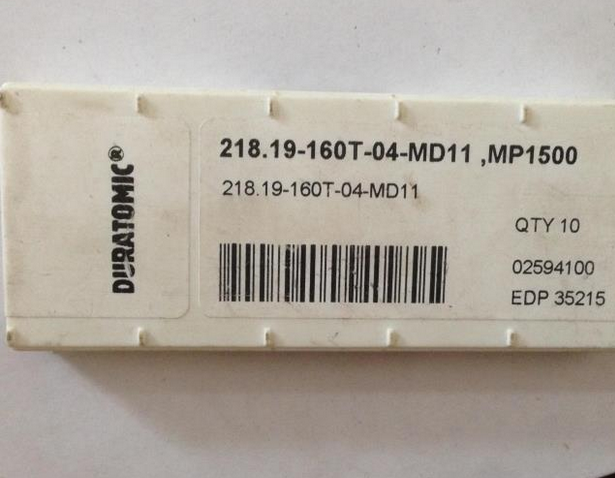 DURATOMIC®
218.19-160T-04-MD11 ,MP1500
218.19-160T-04-MD11
QTY 10
02594100
EDP 35215